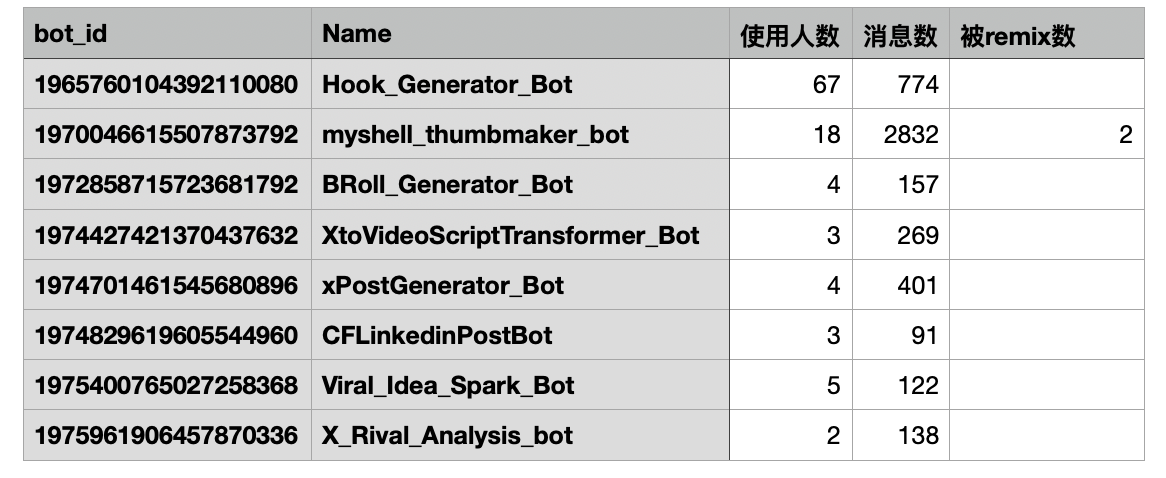 bot_id Name 使用人数 消息数 被remix数
1965760104392110080 Hook_Generator_Bot 67 774
1970046615507873792 myshell_thumbmaker_bot 18 2832 2
1972858715723681792 BRoll_Generator_Bot 4 157
1974427421370437632 XtoVideoScriptTransformer_Bot 3 269
1974701461545680896 xPostGenerator_Bot 4 401
1974829619605544960 CFLinkedinPostBot 3 91
1975400765027258368 Viral_Idea_Spark_Bot 5 122
1975961906457870336 X_Rival_Analysis_bot 2 138